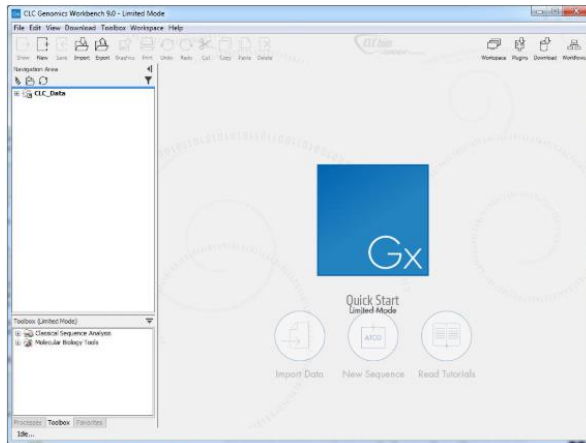 CLC Genomics Workbench 9.0 - Limited Mode
File Edit View Download Toolbox Workspace Help
Show New Save Import Export Graphics Print Undo Redo Cut Copy Paste Delete
Workspace Plugins Download Workflows
Navigation Area
CLC_Data
Gx
Quick Start
Limited Mode
ATCG
Import Data New Sequence Read Tutorials
Toolbox (Limited Mode)
Classical Sequence Analysis
Molecular Biology Tools
Processes Toolbox Favorites
Idle...